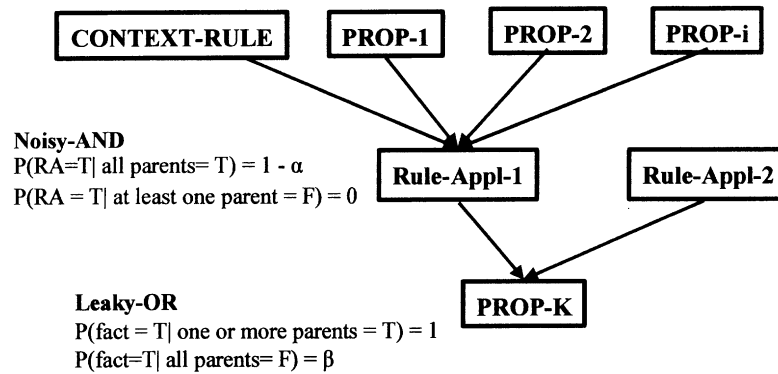 CONTEXT-RULE
PROP-1
PROP-2
PROP-i
Noisy-AND
P(RA=T| all parents= T) = 1 - α
P(RA = T| at least one parent = F) = 0
Rule-Appl-1
Rule-Appl-2
PROP-K
Leaky-OR
P(fact = T| one or more parents = T) = 1
P(fact=T| all parents= F) = β